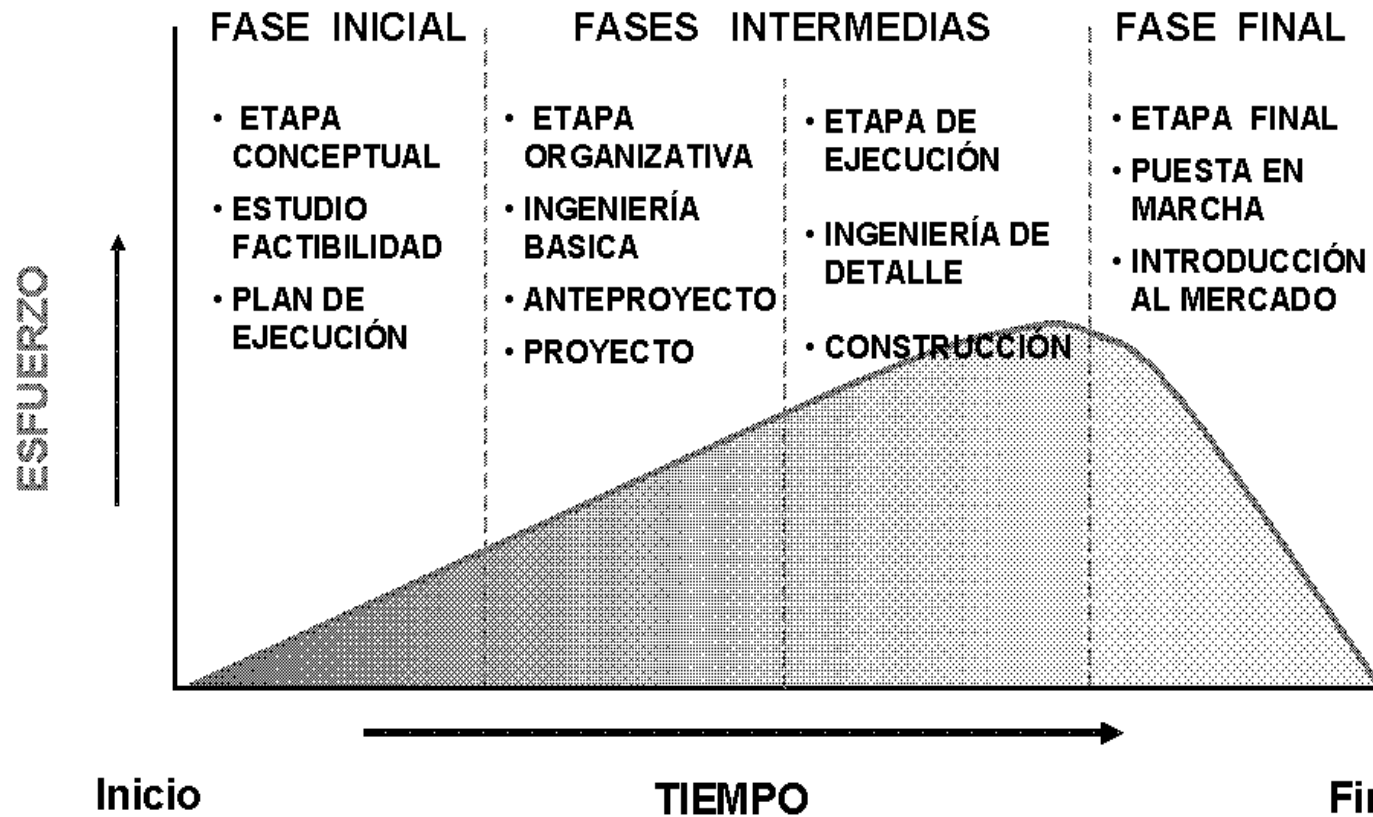 FASE INICIAL
FASES INTERMEDIAS
FASE FINAL
• ETAPA
CONCEPTUAL
• ESTUDIO
FACTIBILIDAD
• PLAN DE
EJECUCIÓN
• ETAPA
ORGANIZATIVA
• INGENIERÍA
BASICA
• ANTEPROYECTO
• PROYECTO
• ETAPA DE
EJECUCIÓN
• INGENIERÍA DE
DETALLE
• CONSTRUCCIÓN
• ETAPA FINAL
• PUESTA EN
MARCHA
• INTRODUCCIÓN
AL MERCADO
ESFUERZO
Inicio
TIEMPO